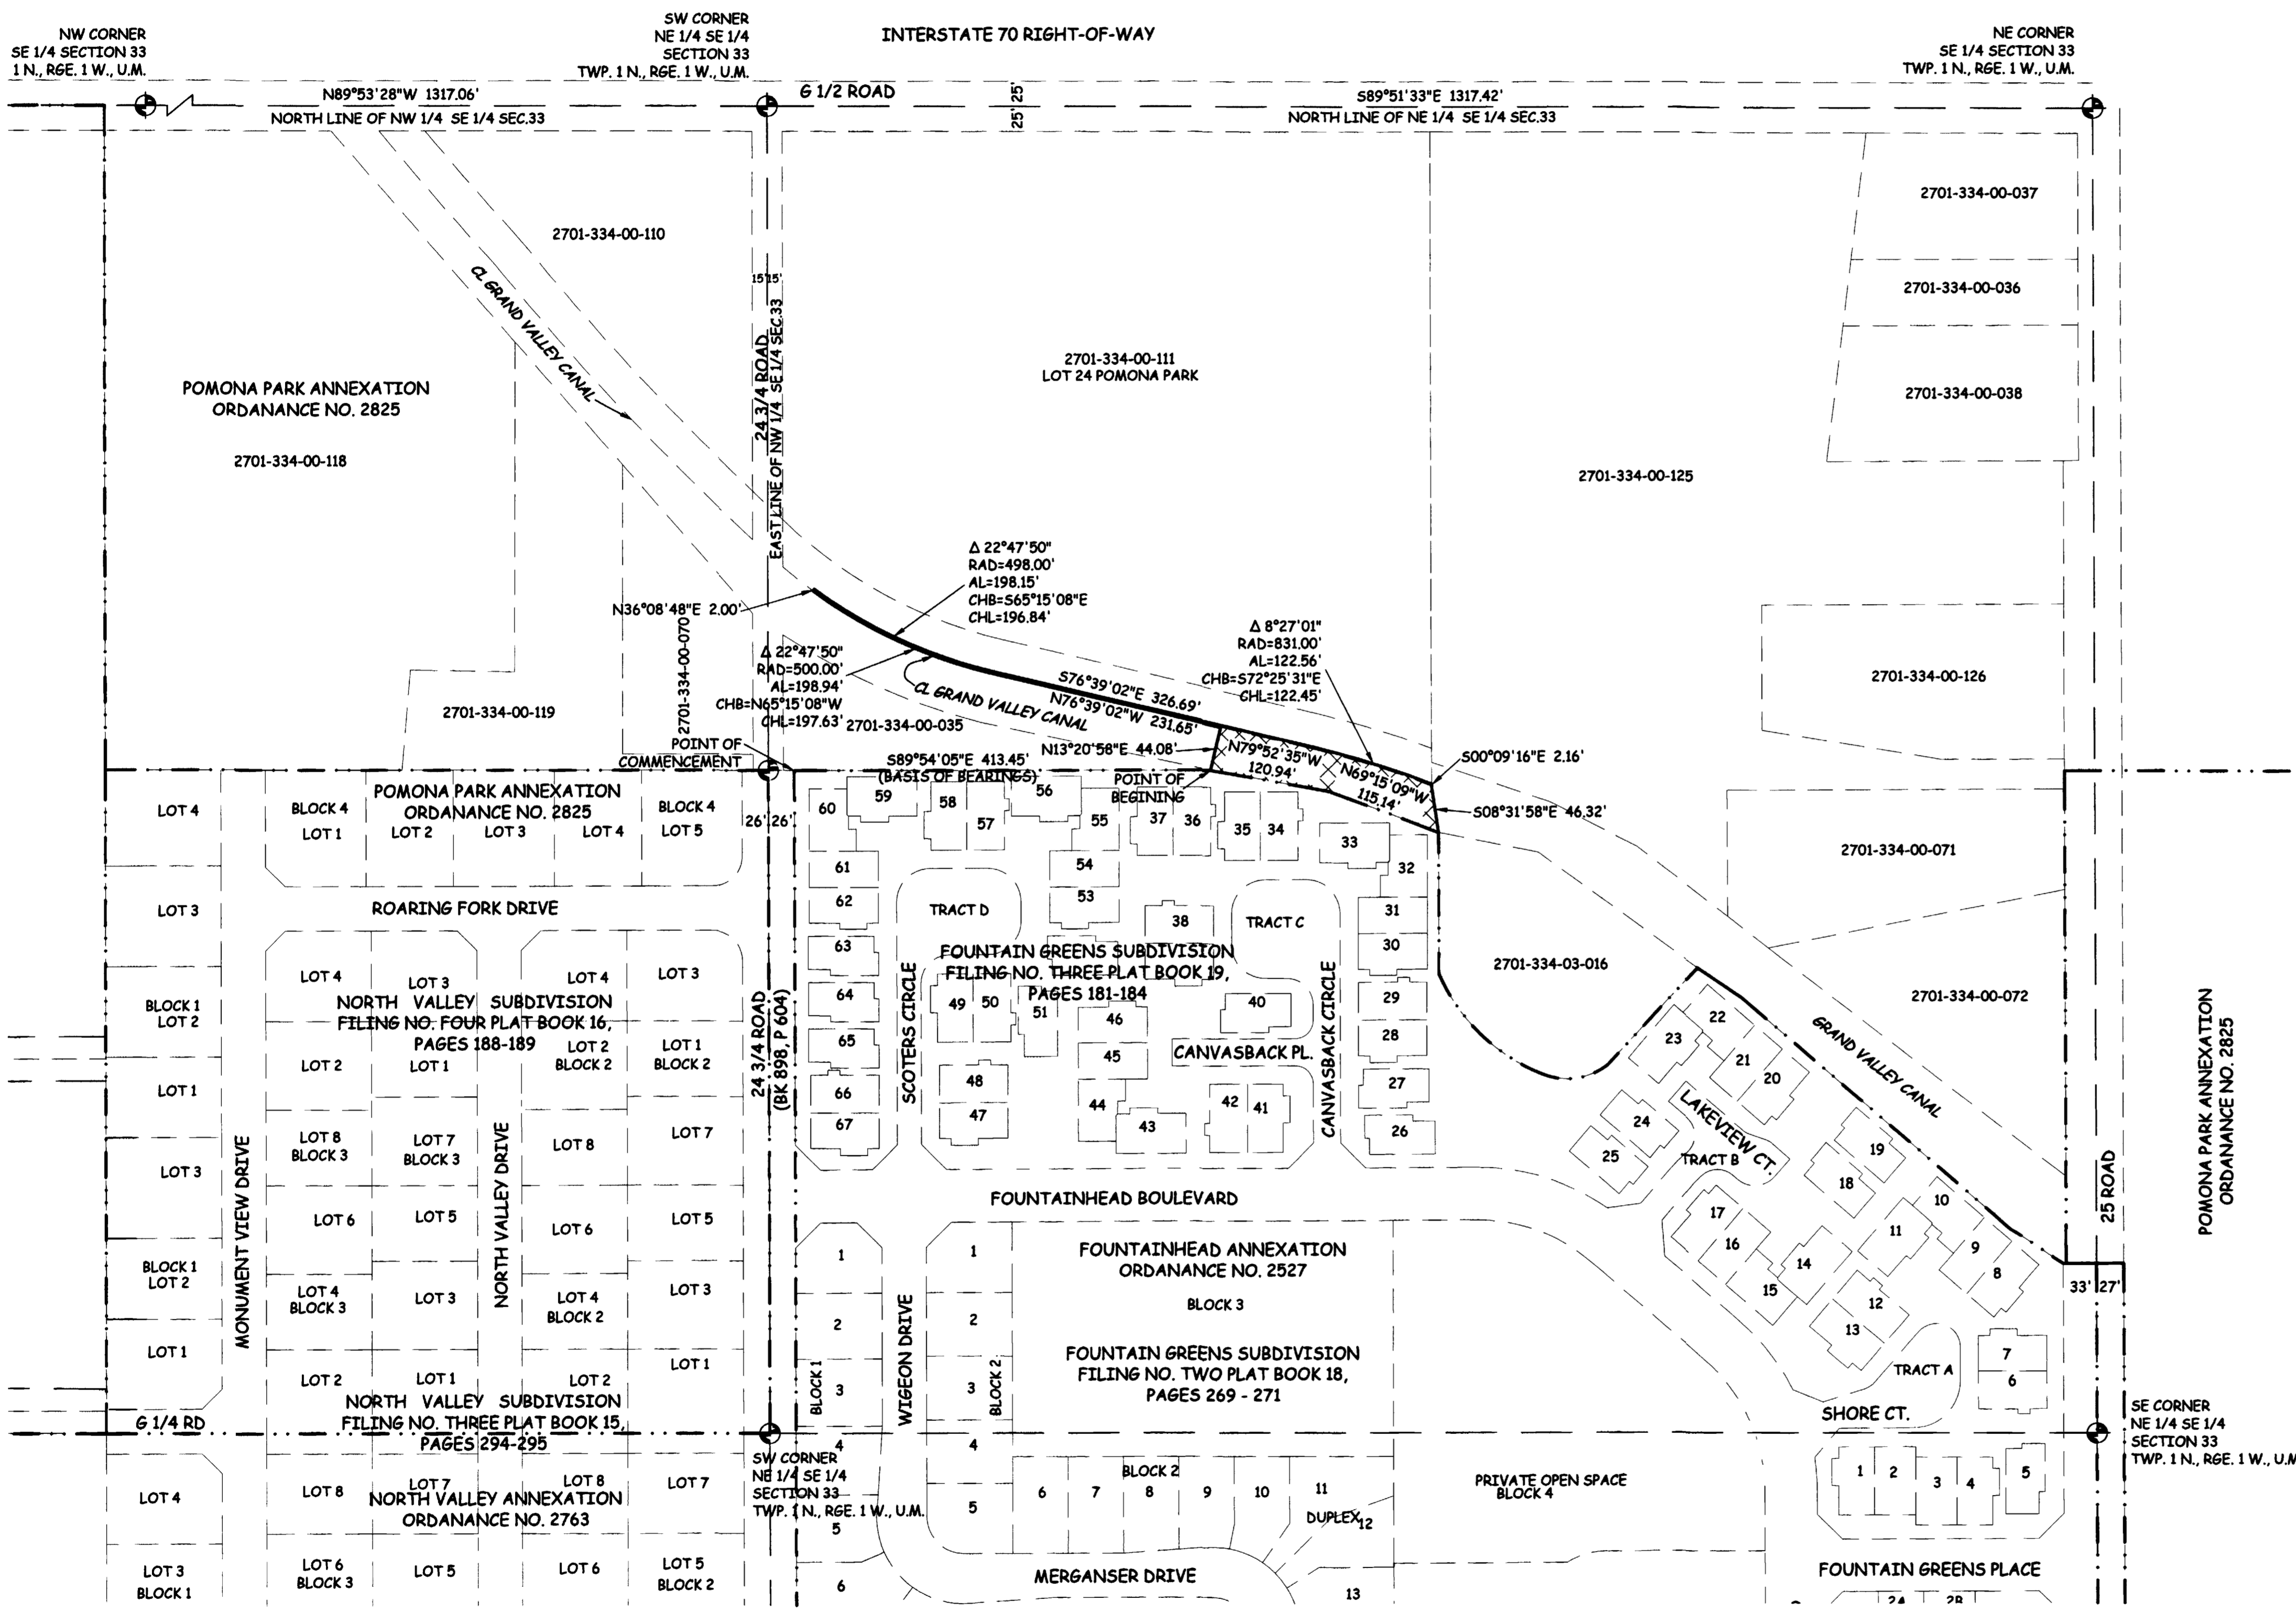 NW CORNER
SE 1/4 SECTION 33
1 N., RGE. 1 W., U.M.
SW CORNER
NE 1/4 SE 1/4
SECTION 33
TWP. 1 N., RGE. 1 W., U.M.
INTERSTATE 70 RIGHT-OF-WAY
NE CORNER
SE 1/4 SECTION 33
TWP. 1 N., RGE. 1 W., U.M.
N89°53'28"W 1317.06'
NORTH LINE OF NW 1/4 SE 1/4 SEC.33
G 1/2 ROAD
25' 25'
S89°51'33"E 1317.42'
NORTH LINE OF NE 1/4 SE 1/4 SEC.33
2701-334-00-037
2701-334-00-036
2701-334-00-038
2701-334-00-110
CL GRAND VALLEY CANAL
15' 15'
24 3/4 ROAD
EAST LINE OF NW 1/4 SE 1/4 SEC.33
2701-334-00-111
LOT 24 POMONA PARK
POMONA PARK ANNEXATION
ORDANANCE NO. 2825
2701-334-00-118
2701-334-00-125
Δ 22°47'50"
RAD=498.00'
AL=198.15'
CHB=S65°15'08"E
CHL=196.84'
N36°08'48"E 2.00'
2701-334-00-070
Δ 22°47'50"
RAD=500.00'
AL=198.94'
CHB=N65°15'08"W
CHL=197.63'
2701-334-00-035
CL GRAND VALLEY CANAL
S76°39'02"E 326.69'
N76°39'02"W 231.65'
Δ 8°27'01"
RAD=831.00'
AL=122.56'
CHB=S72°25'31"E
CHL=122.45'
2701-334-00-126
2701-334-00-119
POINT OF
COMMENCEMENT
S89°54'05"E 413.45'
(BASIS OF BEARINGS)
N13°20'58"E 44.08'
POINT OF
BEGINING
N79°52'35"W
120.94'
N69°15'09"W
115.14'
S00°09'16"E 2.16'
S08°31'58"E 46.32'
2701-334-00-071
LOT 4
BLOCK 4
LOT 1
POMONA PARK ANNEXATION
ORDANANCE NO. 2825
LOT 2
LOT 3
LOT 4
BLOCK 4
LOT 5
26' 26'
60
59
58
57
56
55
37
36
35
34
33
32
61
54
62
53
31
63
38
30
TRACT D
TRACT C
LOT 3
ROARING FORK DRIVE
FOUNTAIN GREENS SUBDIVISION
FILING NO. THREE PLAT BOOK 19,
PAGES 181-184
2701-334-03-016
2701-334-00-072
LOT 4
LOT 3
LOT 4
LOT 3
NORTH VALLEY SUBDIVISION
FILING NO. FOUR PLAT BOOK 16,
PAGES 188-189
BLOCK 1
LOT 2
LOT 2
LOT 1
LOT 2
BLOCK 2
LOT 1
BLOCK 2
24 3/4 ROAD
(BK 898, P 604)
SCOTERS CIRCLE
CANVASBACK CIRCLE
64
49
50
51
46
40
29
65
45
28
CANVASBACK PL.
66
48
44
42
41
27
67
47
43
26
22
23
21
20
24
25
19
18
LAKEVIEW CT.
TRACT B
GRAND VALLEY CANAL
POMONA PARK ANNEXATION
ORDANANCE NO. 2825
25 ROAD
LOT 1
MONUMENT VIEW DRIVE
NORTH VALLEY DRIVE
LOT 8
BLOCK 3
LOT 7
BLOCK 3
LOT 8
LOT 7
LOT 3
LOT 6
LOT 5
LOT 6
LOT 5
FOUNTAINHEAD BOULEVARD
17
16
15
14
13
12
11
10
9
8
33' 27'
BLOCK 1
LOT 2
LOT 4
BLOCK 3
LOT 3
LOT 4
BLOCK 2
LOT 3
1
2
3
4
5
6
BLOCK 1
WIGEON DRIVE
1
2
3
4
5
BLOCK 2
FOUNTAINHEAD ANNEXATION
ORDANANCE NO. 2527
BLOCK 3
FOUNTAIN GREENS SUBDIVISION
FILING NO. TWO PLAT BOOK 18,
PAGES 269 - 271
7
6
TRACT A
SHORE CT.
LOT 1
LOT 2
LOT 1
LOT 2
LOT 1
NORTH VALLEY SUBDIVISION
FILING NO. THREE PLAT BOOK 15,
PAGES 294-295
G 1/4 RD
SW CORNER
NE 1/4 SE 1/4
SECTION 33
TWP. 1 N., RGE. 1 W., U.M.
SE CORNER
NE 1/4 SE 1/4
SECTION 33
TWP. 1 N., RGE. 1 W., U.M
LOT 4
LOT 8
LOT 7
LOT 8
LOT 7
NORTH VALLEY ANNEXATION
ORDANANCE NO. 2763
BLOCK 2
6
7
8
9
10
11
DUPLEX
12
PRIVATE OPEN SPACE
BLOCK 4
1
2
3
4
5
LOT 3
BLOCK 1
LOT 6
BLOCK 3
LOT 5
LOT 6
LOT 5
BLOCK 2
MERGANSER DRIVE
13
FOUNTAIN GREENS PLACE
2A
2B